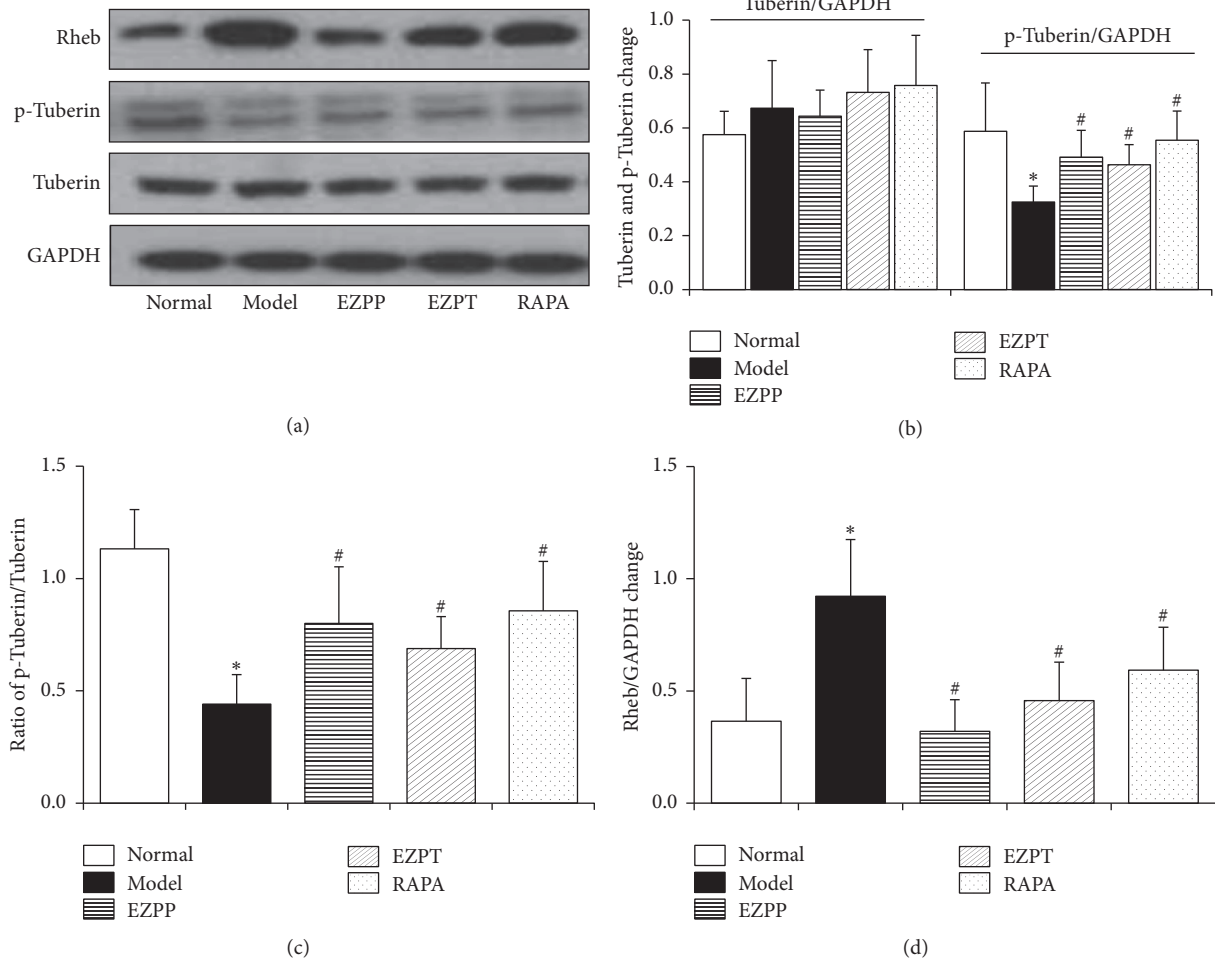 Rheb
p-Tuberin
Tuberin
GAPDH
Normal Model EZPP EZPT RAPA
(a)
Tuberin/GAPDH
p-Tuberin/GAPDH
Tuberin and p-Tuberin change
1.0
0.8
0.6
0.4
0.2
0.0
*
#
#
#
Normal
Model
EZPP
EZPT
RAPA
(b)
Ratio of p-Tuberin/Tuberin
1.5
1.0
0.5
0.0
*
#
#
#
Normal
Model
EZPP
EZPT
RAPA
(c)
Rheb/GAPDH change
1.5
1.0
0.5
0.0
*
#
#
#
Normal
Model
EZPP
EZPT
RAPA
(d)